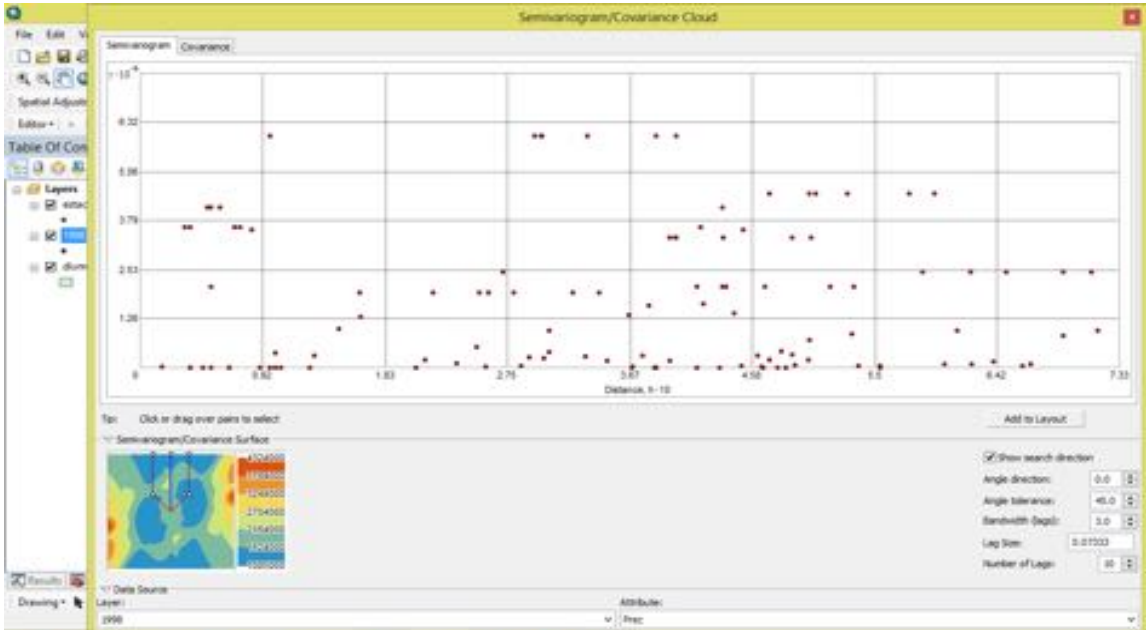 Semivariogram/Covariance Cloud
File Edit
Semivariogram Covariance
Spatial Adjust
Editor
Table Of Con
Layers
1998
6.32
3.79
2.53
1.26
0 0.92 1.83 2.75 3.67 4.58 5.5 6.42 7.33
Distance, h · 10
Tip: Click or drag over pairs to select
Add to Layout
Semivariogram/Covariance Surface
Show search direction
Angle direction: 0.0
Angle tolerance: 45.0
Bandwidth (lags): 3.0
Lag Size: 0.07333
Number of Lags: 10
Results
Data Source
Drawing
Layer: Attribute:
1998 Prec